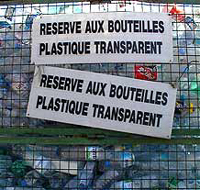 RESERVE AUX BOUTEILLES
PLASTIQUE TRANSPARENT
RESERVE AUX BOUTEILLES
PLASTIQUE TRANSPARENT